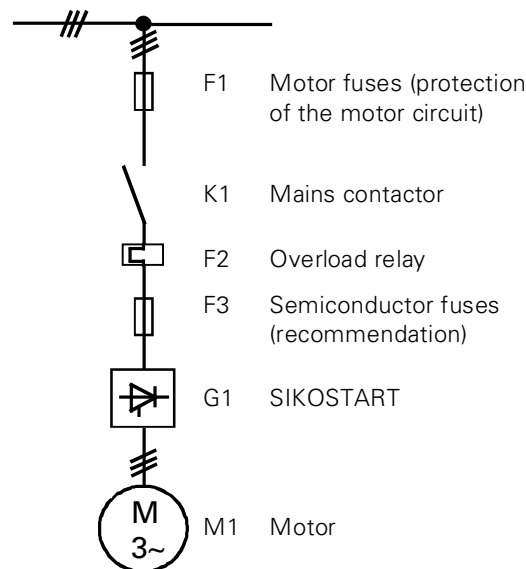 F1 Motor fuses (protection
of the motor circuit)
K1 Mains contactor
F2 Overload relay
F3 Semiconductor fuses
(recommendation)
G1 SIKOSTART
M
3~
M1 Motor